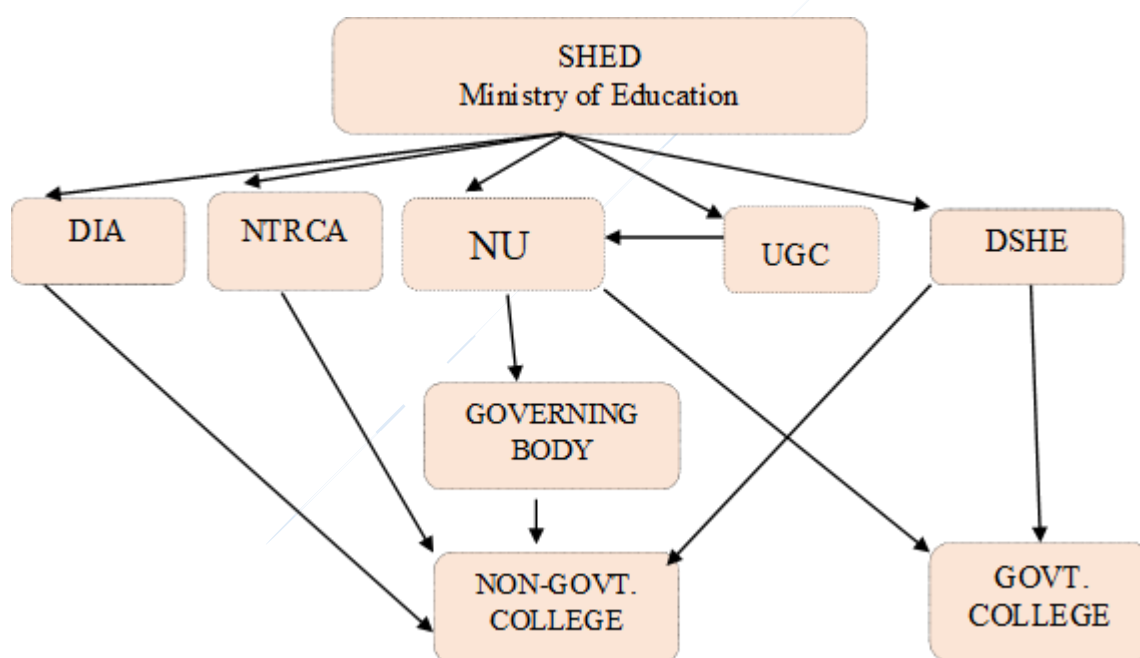 SHED
Ministry of Education
DIA
NTRCA
NU
UGC
DSHE
GOVERNING
BODY
NON-GOVT.
COLLEGE
GOVT.
COLLEGE